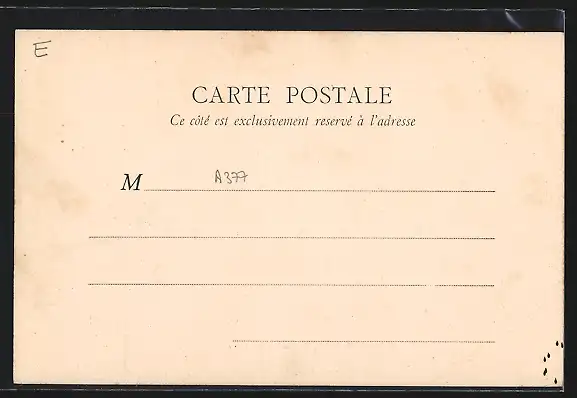 E
CARTE POSTALE
Ce côté est exclusivement reservé à l'adresse
M
A377